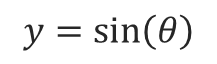 y = sin(θ)